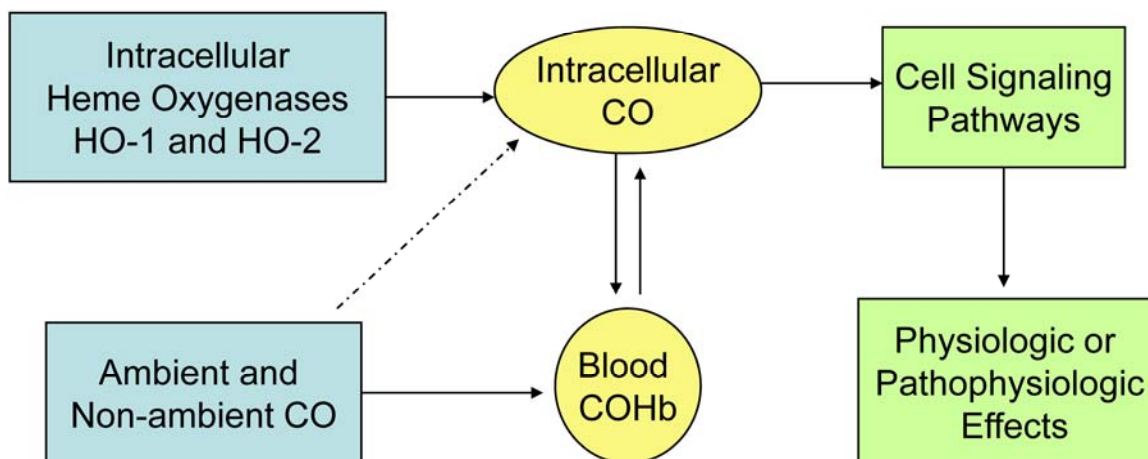 Intracellular
Heme Oxygenases
HO-1 and HO-2
Intracellular
CO
Cell Signaling
Pathways
Ambient and
Non-ambient CO
Blood
COHb
Physiologic or
Pathophysiologic
Effects